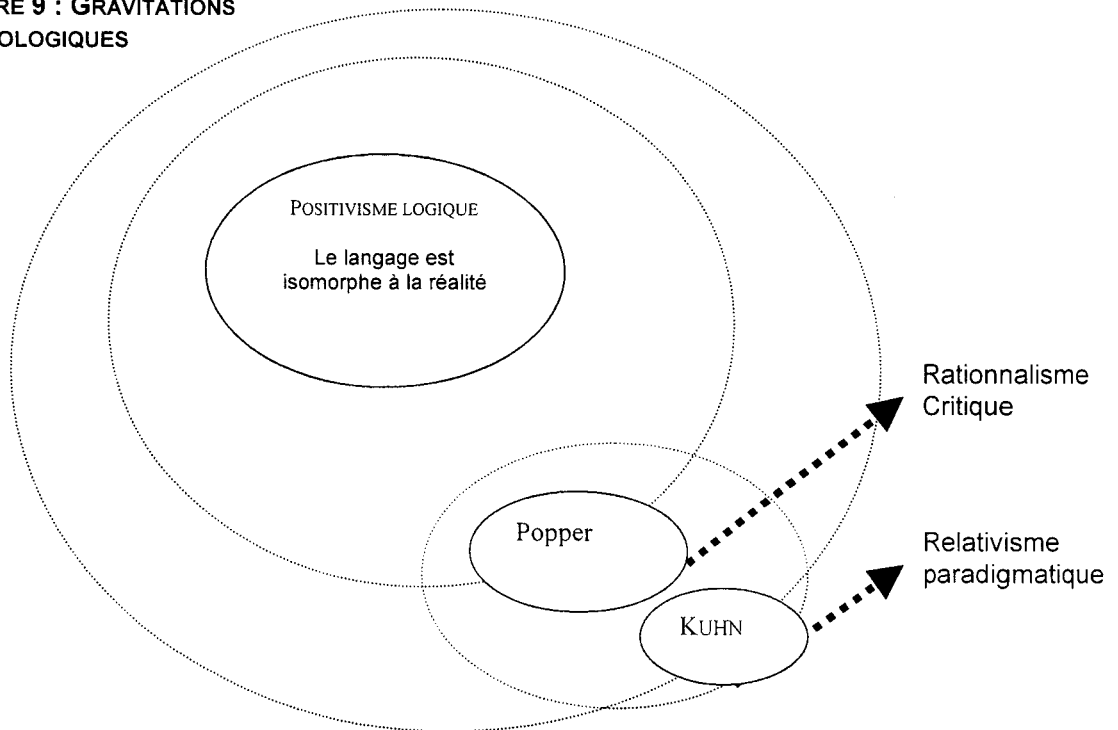 RE 9 : GRAVITATIONS
OLOGIQUES
POSITIVISME LOGIQUE
Le langage est
isomorphe à la réalité
Rationnalisme
Critique
Popper
Relativisme
paradigmatique
KUHN